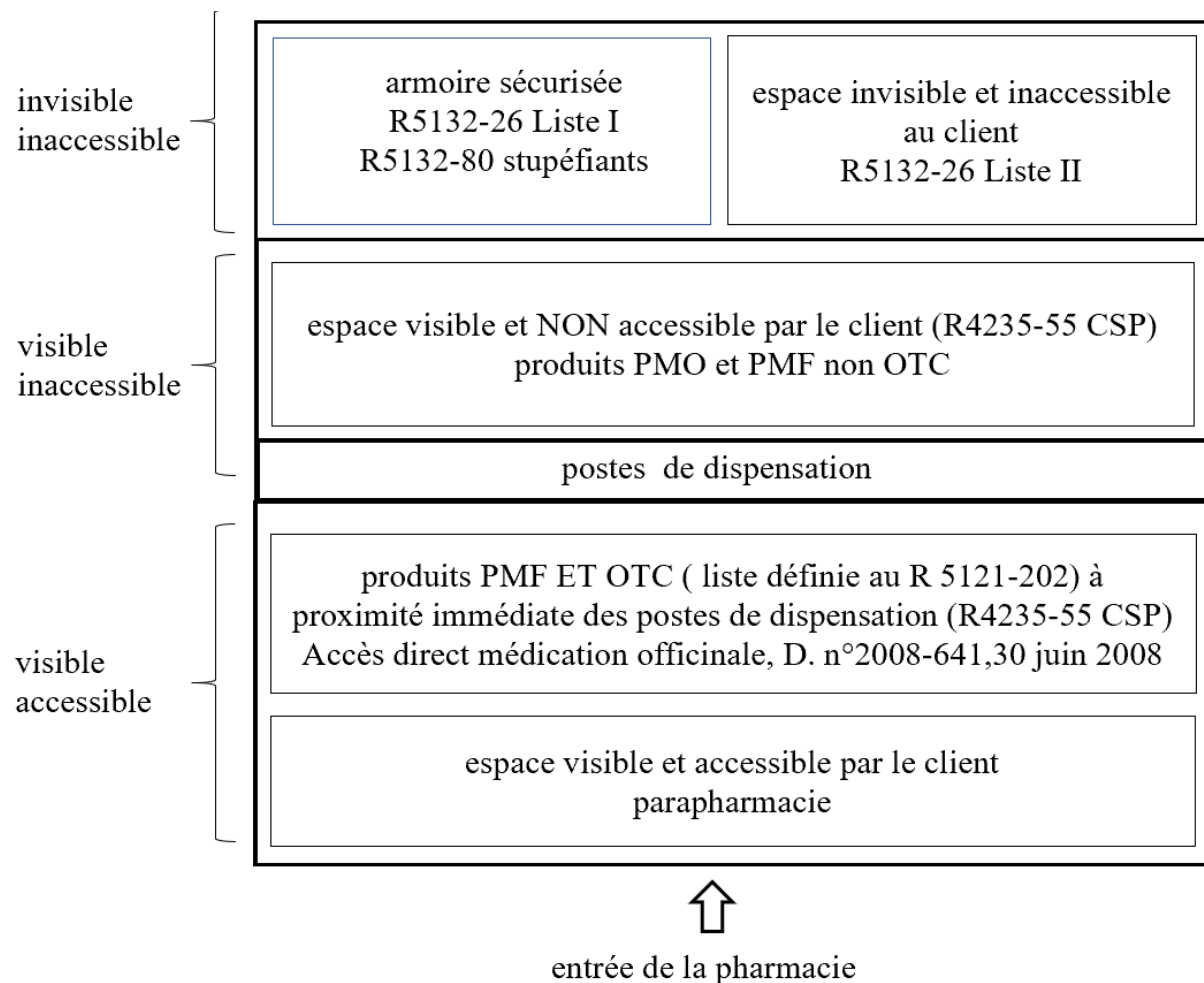 invisible
inaccessible
armoire sécurisée
R5132-26 Liste I
R5132-80 stupéfiants
espace invisible et inaccessible
au client
R5132-26 Liste II
visible
inaccessible
espace visible et NON accessible par le client (R4235-55 CSP)
produits PMO et PMF non OTC
postes de dispensation
visible
accessible
produits PMF ET OTC ( liste définie au R 5121-202) à
proximité immédiate des postes de dispensation (R4235-55 CSP)
Accès direct médication officinale, D. n°2008-641,30 juin 2008
espace visible et accessible par le client
parapharmacie
entrée de la pharmacie